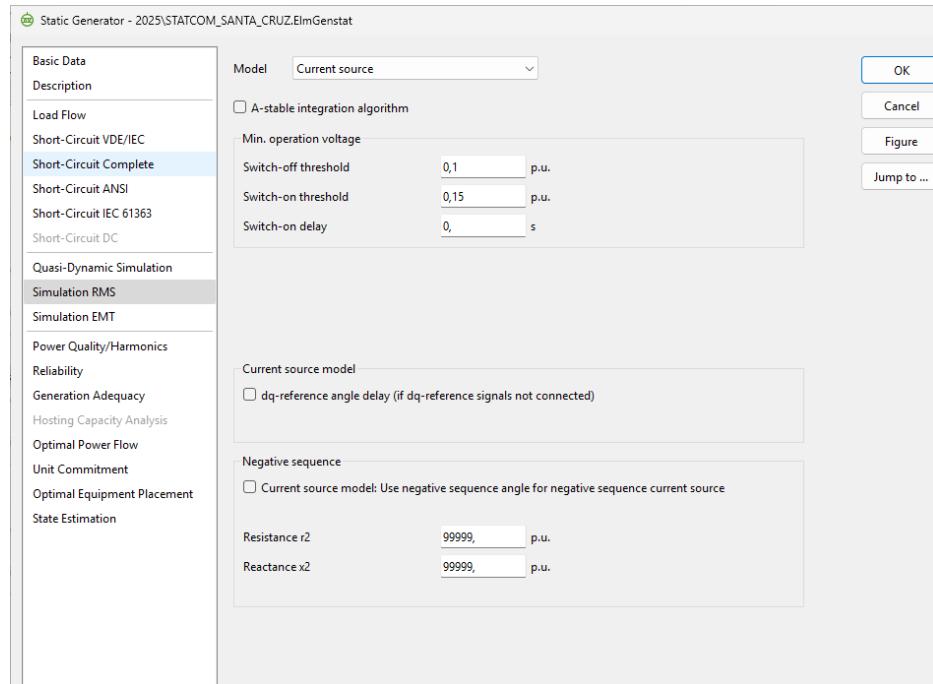 Static Generator - 2025\STATCOM_SANTA_CRUZ.ElmGenstat
Basic Data
Description
Load Flow
Short-Circuit VDE/IEC
Short-Circuit Complete
Short-Circuit ANSI
Short-Circuit IEC 61363
Short-Circuit DC
Quasi-Dynamic Simulation
Simulation RMS
Simulation EMT
Power Quality/Harmonics
Reliability
Generation Adequacy
Hosting Capacity Analysis
Optimal Power Flow
Unit Commitment
Optimal Equipment Placement
State Estimation
Model Current source
A-stable integration algorithm
Min. operation voltage
Switch-off threshold 0,1 p.u.
Switch-on threshold 0,15 p.u.
Switch-on delay 0, s
Current source model
dq-reference angle delay (if dq-reference signals not connected)
Negative sequence
Current source model: Use negative sequence angle for negative sequence current source
Resistance r2 99999, p.u.
Reactance x2 99999, p.u.
OK
Cancel
Figure
Jump to ...